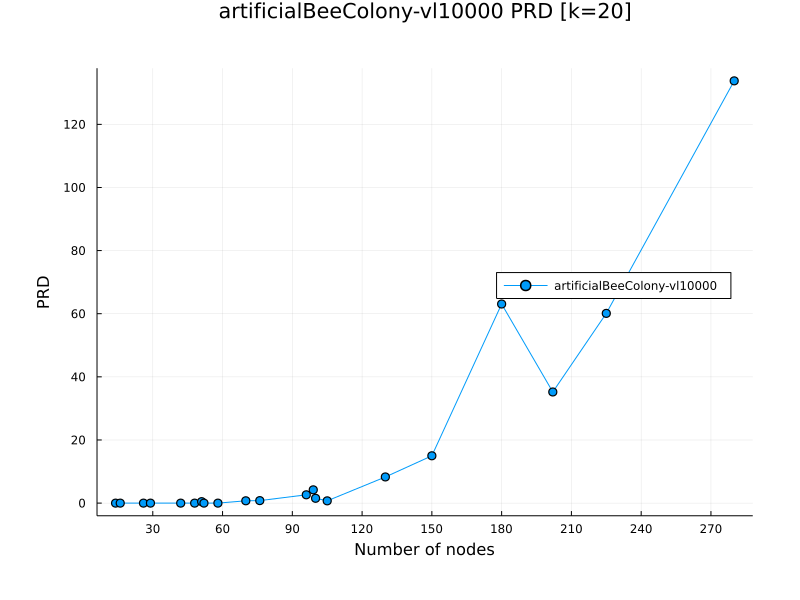 artificialBeeColony-vl10000 PRD [k=20]
120
100
80
60
40
20
0
PRD
artificialBeeColony-vl10000
30 60 90 120 150 180 210 240 270
Number of nodes